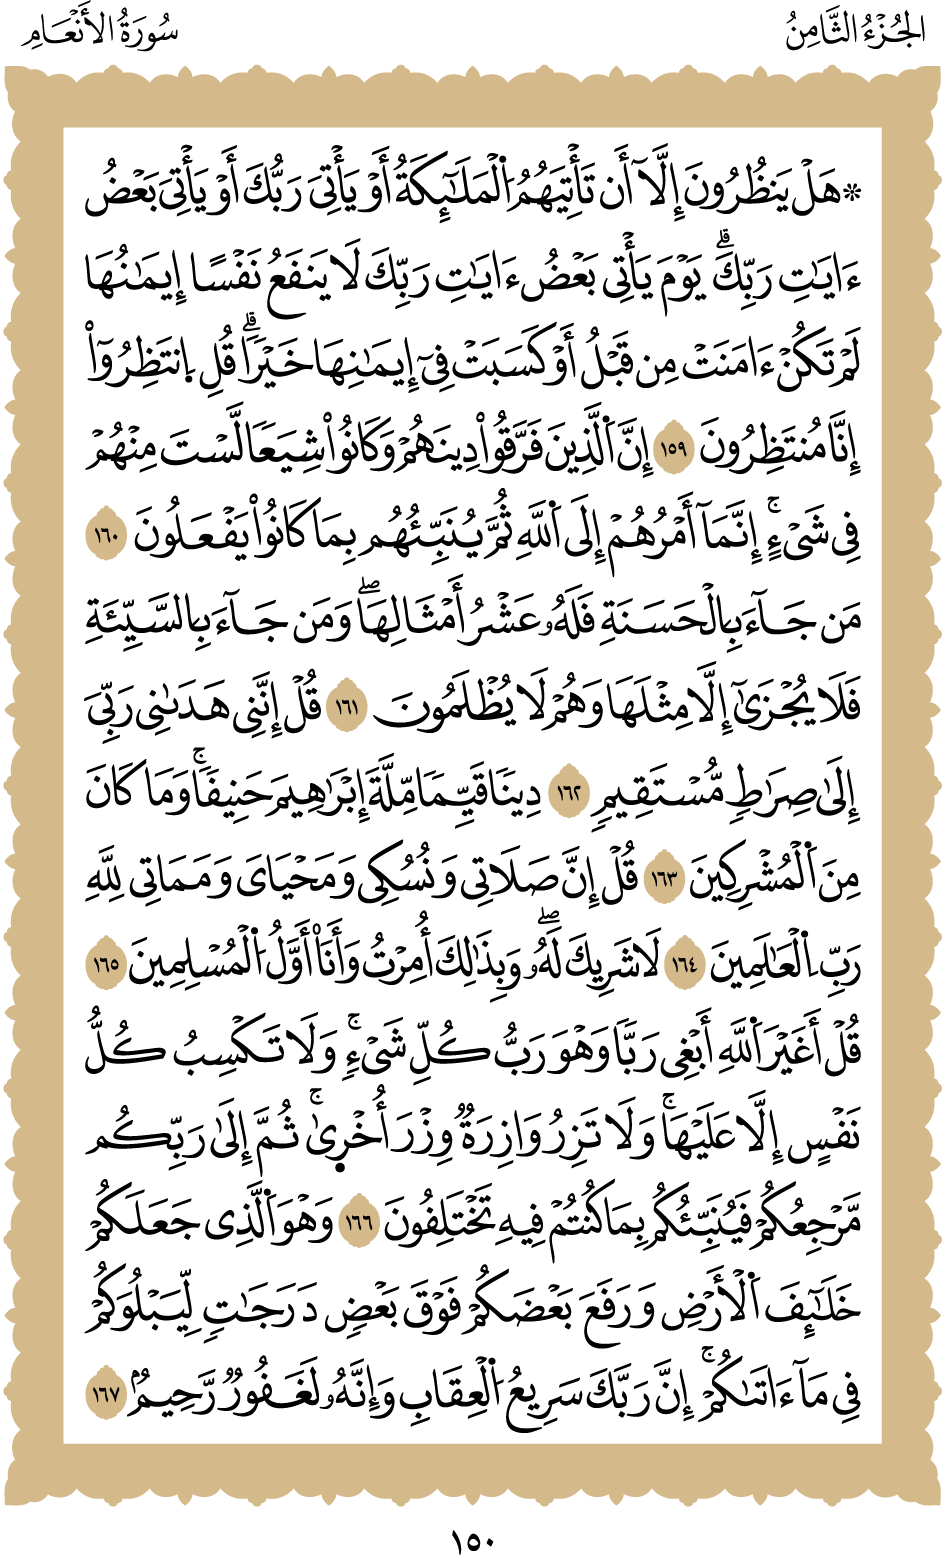 الجُزْءُ الثَّامِنُ
سُورَةُ الأَنْعَامِ
* هَلْ يَنظُرُونَ إِلَّآ أَن تَأْتِيَهُمُ ٱلْمَلَـٰٓئِكَةُ أَوْ يَأْتِىَ رَبُّكَ أَوْ يَأْتِىَ بَعْضُ
ءَايَـٰتِ رَبِّكَ ۗ يَوْمَ يَأْتِى بَعْضُ ءَايَـٰتِ رَبِّكَ لَا يَنفَعُ نَفْسًا إِيمَـٰنُهَا
لَمْ تَكُنْ ءَامَنَتْ مِن قَبْلُ أَوْ كَسَبَتْ فِىٓ إِيمَـٰنِهَا خَيْرًا ۗ قُلِ ٱنتَظِرُوٓا۟
إِنَّا مُنتَظِرُونَ ١٥٩ إِنَّ ٱلَّذِينَ فَرَّقُوا۟ دِينَهُمْ وَكَانُوا۟ شِيَعًا لَّسْتَ مِنْهُمْ
فِى شَىْءٍ ۚ إِنَّمَآ أَمْرُهُمْ إِلَى ٱللَّهِ ثُمَّ يُنَبِّئُهُم بِمَا كَانُوا۟ يَفْعَلُونَ ١٦٠
مَن جَآءَ بِالْحَسَنَةِ فَلَهُۥ عَشْرُ أَمْثَالِهَا ۖ وَمَن جَآءَ بِالسَّيِّئَةِ
فَلَا يُجْزَىٰٓ إِلَّا مِثْلَهَا وَهُمْ لَا يُظْلَمُونَ ١٦١ قُلْ إِنَّنِى هَدَىٰنِى رَبِّىَ
إِلَىٰ صِرَٰطٍ مُّسْتَقِيمٍ ١٦٢ دِينًا قَيِّمًا مِّلَّةَ إِبْرَٰهِيمَ حَنِيفًا ۚ وَمَا كَانَ
مِنَ ٱلْمُشْرِكِينَ ١٦٣ قُلْ إِنَّ صَلَاتِى وَنُسُكِى وَمَحْيَاىَ وَمَمَاتِى لِلَّهِ
رَبِّ ٱلْعَـٰلَمِينَ ١٦٤ لَا شَرِيكَ لَهُۥ ۖ وَبِذَٰلِكَ أُمِرْتُ وَأَنَا۠ أَوَّلُ ٱلْمُسْلِمِينَ ١٦٥
قُلْ أَغَيْرَ ٱللَّهِ أَبْغِى رَبًّا وَهْوَ رَبُّ كُلِّ شَىْءٍ ۚ وَلَا تَكْسِبُ كُلُّ
نَفْسٍ إِلَّا عَلَيْهَا ۚ وَلَا تَزِرُ وَازِرَةٌ وِزْرَ أُخْرِىٰ ۚ ثُمَّ إِلَىٰ رَبِّكُم
مَّرْجِعُكُمْ فَيُنَبِّئُكُم بِمَا كُنتُمْ فِيهِ تَخْتَلِفُونَ ١٦٦ وَهْوَ ٱلَّذِى جَعَلَكُمْ
خَلَـٰٓئِفَ ٱلْأَرْضِ وَرَفَعَ بَعْضَكُمْ فَوْقَ بَعْضٍ دَرَجَـٰتٍ لِّيَبْلُوَكُمْ
فِى مَآ ءَاتَىٰكُمْ ۚ إِنَّ رَبَّكَ سَرِيعُ ٱلْعِقَابِ وَإِنَّهُۥ لَغَفُورٌ رَّحِيمٌ ١٦٧
١٥٠